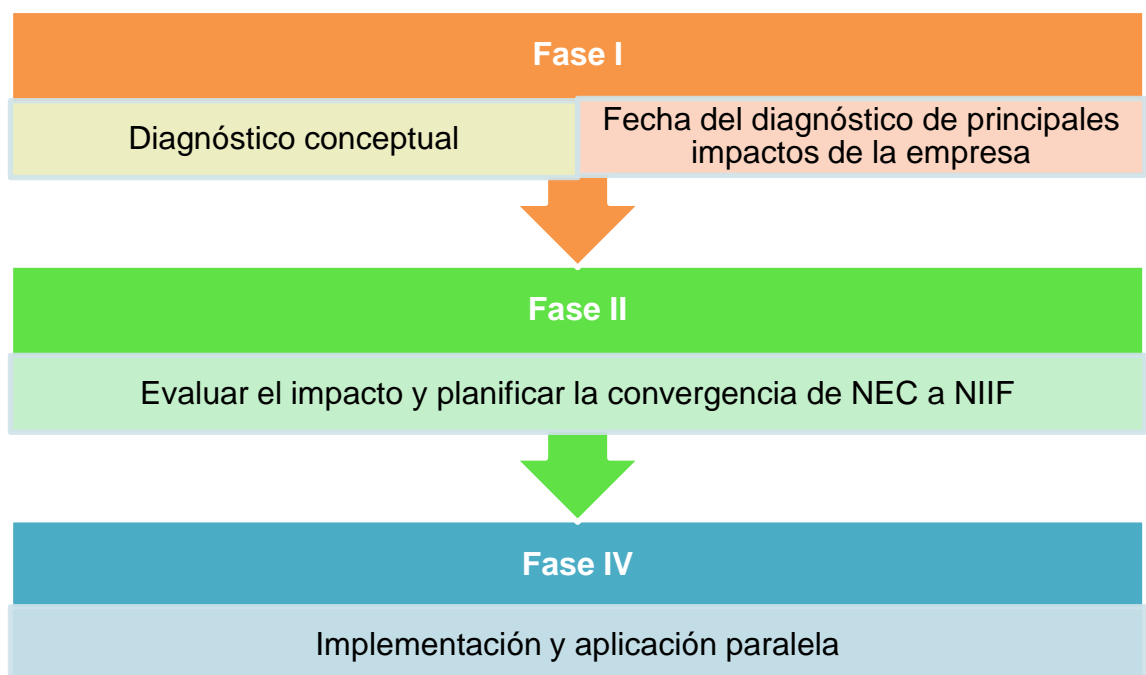 Fase I
Diagnóstico conceptual
Fecha del diagnóstico de principales
impactos de la empresa
Fase II
Evaluar el impacto y planificar la convergencia de NEC a NIIF
Fase IV
Implementación y aplicación paralela